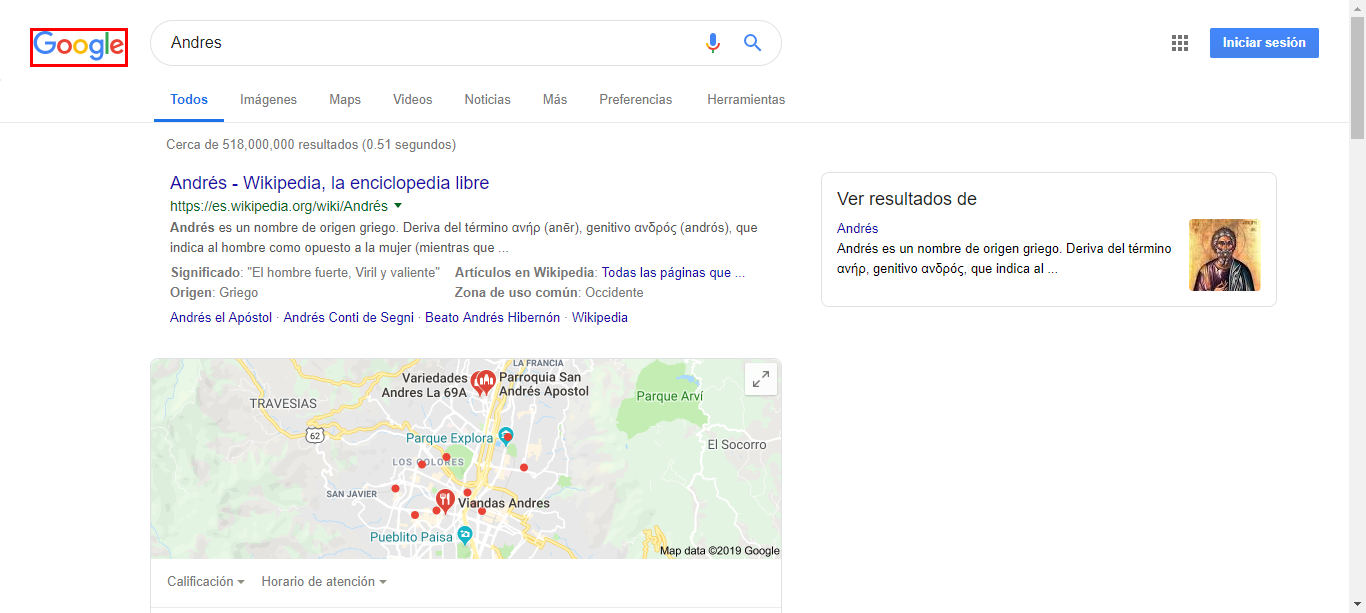 Google
Andres
Iniciar sesión
Todos Imágenes Maps Videos Noticias Más Preferencias Herramientas
Cerca de 518,000,000 resultados (0.51 segundos)
Andrés - Wikipedia, la enciclopedia libre
https://es.wikipedia.org/wiki/Andrés
Andrés es un nombre de origen griego. Deriva del término ανήρ (anēr), genitivo ανδρός (andrós), que
indica al hombre como opuesto a la mujer (mientras que ...
Significado: "El hombre fuerte, Viril y valiente" Artículos en Wikipedia: Todas las páginas que ...
Origen: Griego Zona de uso común: Occidente
Andrés el Apóstol · Andrés Conti de Segni · Beato Andrés Hibernón · Wikipedia
Ver resultados de
Andrés
Andrés es un nombre de origen griego. Deriva del término
ανήρ, genitivo ανδρός, que indica al ...
LA FRANCIA
Variedades
Andres La 69A
Parroquia San
Andrés Apostol
TRAVESIAS
Parque Arví
62
Parque Explora
El Socorro
LOS COLORES
SAN JAVIER
Viandas Andres
Pueblito Paisa
Map data ©2019 Google
Calificación Horario de atención